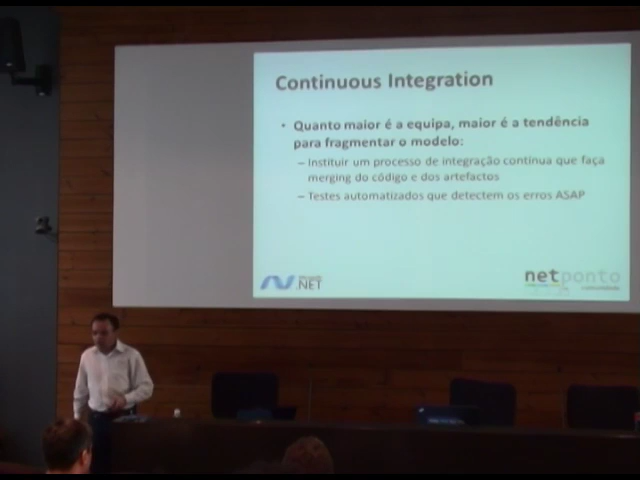 Continuous Integration
• Quanto maior é a equipa, maior é a tendência
para fragmentar o modelo:
– Instituir um processo de integração continua que faça
merging do código e dos artefactos
– Testes automatizados que detectem os erros ASAP
.NET
netponto